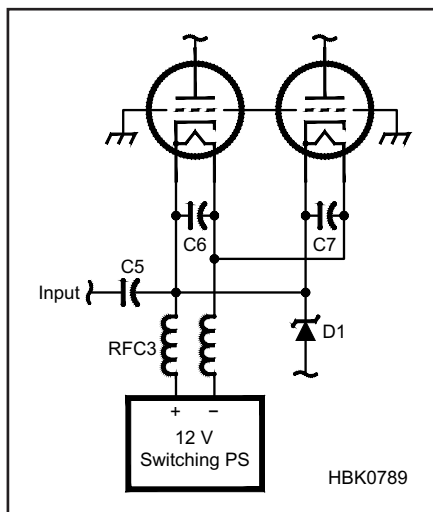 C6
C7
C5
Input
RFC3
D1
+ −
12 V
Switching PS
HBK0789